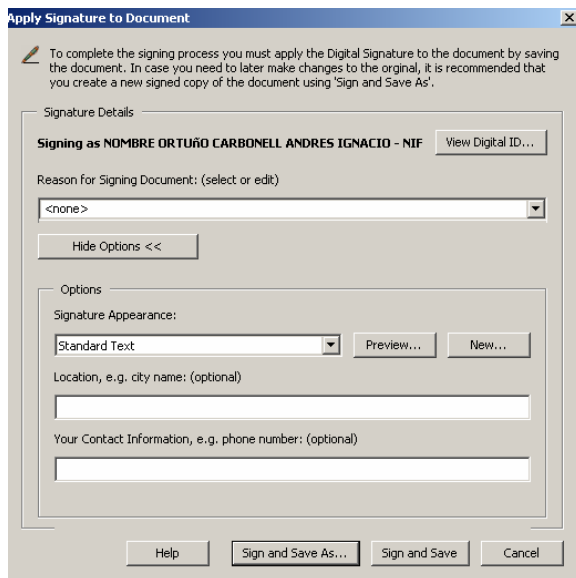 Apply Signature to Document
To complete the signing process you must apply the Digital Signature to the document by saving
the document. In case you need to later make changes to the orginal, it is recommended that
you create a new signed copy of the document using 'Sign and Save As'.
Signature Details
Signing as NOMBRE ORTUñO CARBONELL ANDRES IGNACIO - NIF
View Digital ID...
Reason for Signing Document: (select or edit)
<none>
Hide Options <<
Options
Signature Appearance:
Standard Text
Preview...
New...
Location, e.g. city name: (optional)
Your Contact Information, e.g. phone number: (optional)
Help
Sign and Save As...
Sign and Save
Cancel